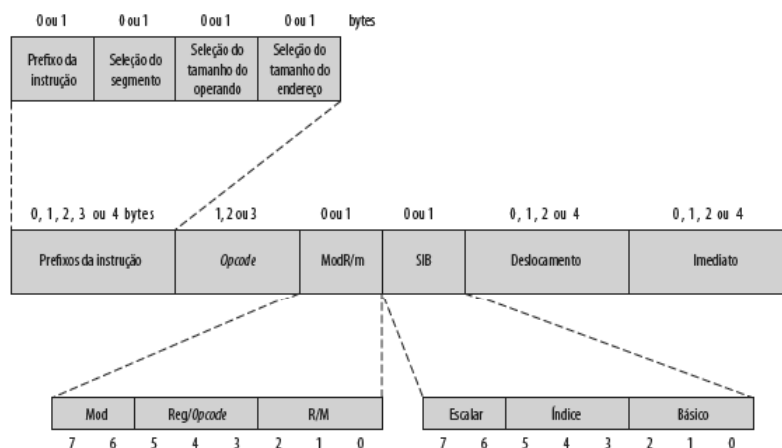 0 ou 1 0 ou 1 0 ou 1 0 ou 1 bytes
Prefixo da instrução
Seleção do segmento
Seleção do tamanho do operando
Seleção do tamanho do endereço
0, 1, 2, 3 ou 4 bytes 1, 2 ou 3 0 ou 1 0 ou 1 0, 1, 2 ou 4 0, 1, 2 ou 4
Prefixos da instrução Opcode ModR/m SIB Deslocamento Imediato
Mod Reg/Opcode R/M Escalar Índice Básico
7 6 5 4 3 2 1 0 7 6 5 4 3 2 1 0